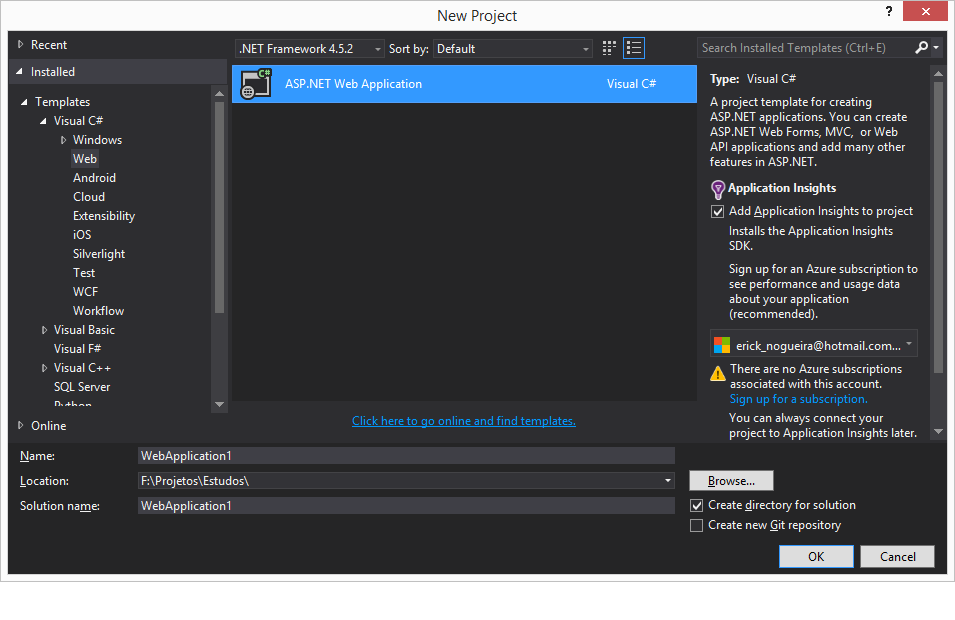 New Project
?
Recent
.NET Framework 4.5.2
Sort by:
Default
Search Installed Templates (Ctrl+E)
Installed
Templates
Visual C#
Windows
Web
Android
Cloud
Extensibility
iOS
Silverlight
Test
WCF
Workflow
Visual Basic
Visual F#
Visual C++
SQL Server
Python
Online
C#
ASP.NET Web Application
Visual C#
Click here to go online and find templates.
Type: Visual C#
A project template for creating
ASP.NET applications. You can create
ASP.NET Web Forms, MVC, or Web
API applications and add many other
features in ASP.NET.
Application Insights
Add Application Insights to project
Installs the Application Insights
SDK.
Sign up for an Azure subscription to
see performance and usage data
about your application
(recommended).
erick_nogueira@hotmail.com...
There are no Azure subscriptions
associated with this account.
Sign up for a subscription.
You can always connect your
project to Application Insights later.
Name:
WebApplication1
Location:
F:\Projetos\Estudos\
Browse...
Solution name:
WebApplication1
Create directory for solution
Create new Git repository
OK
Cancel